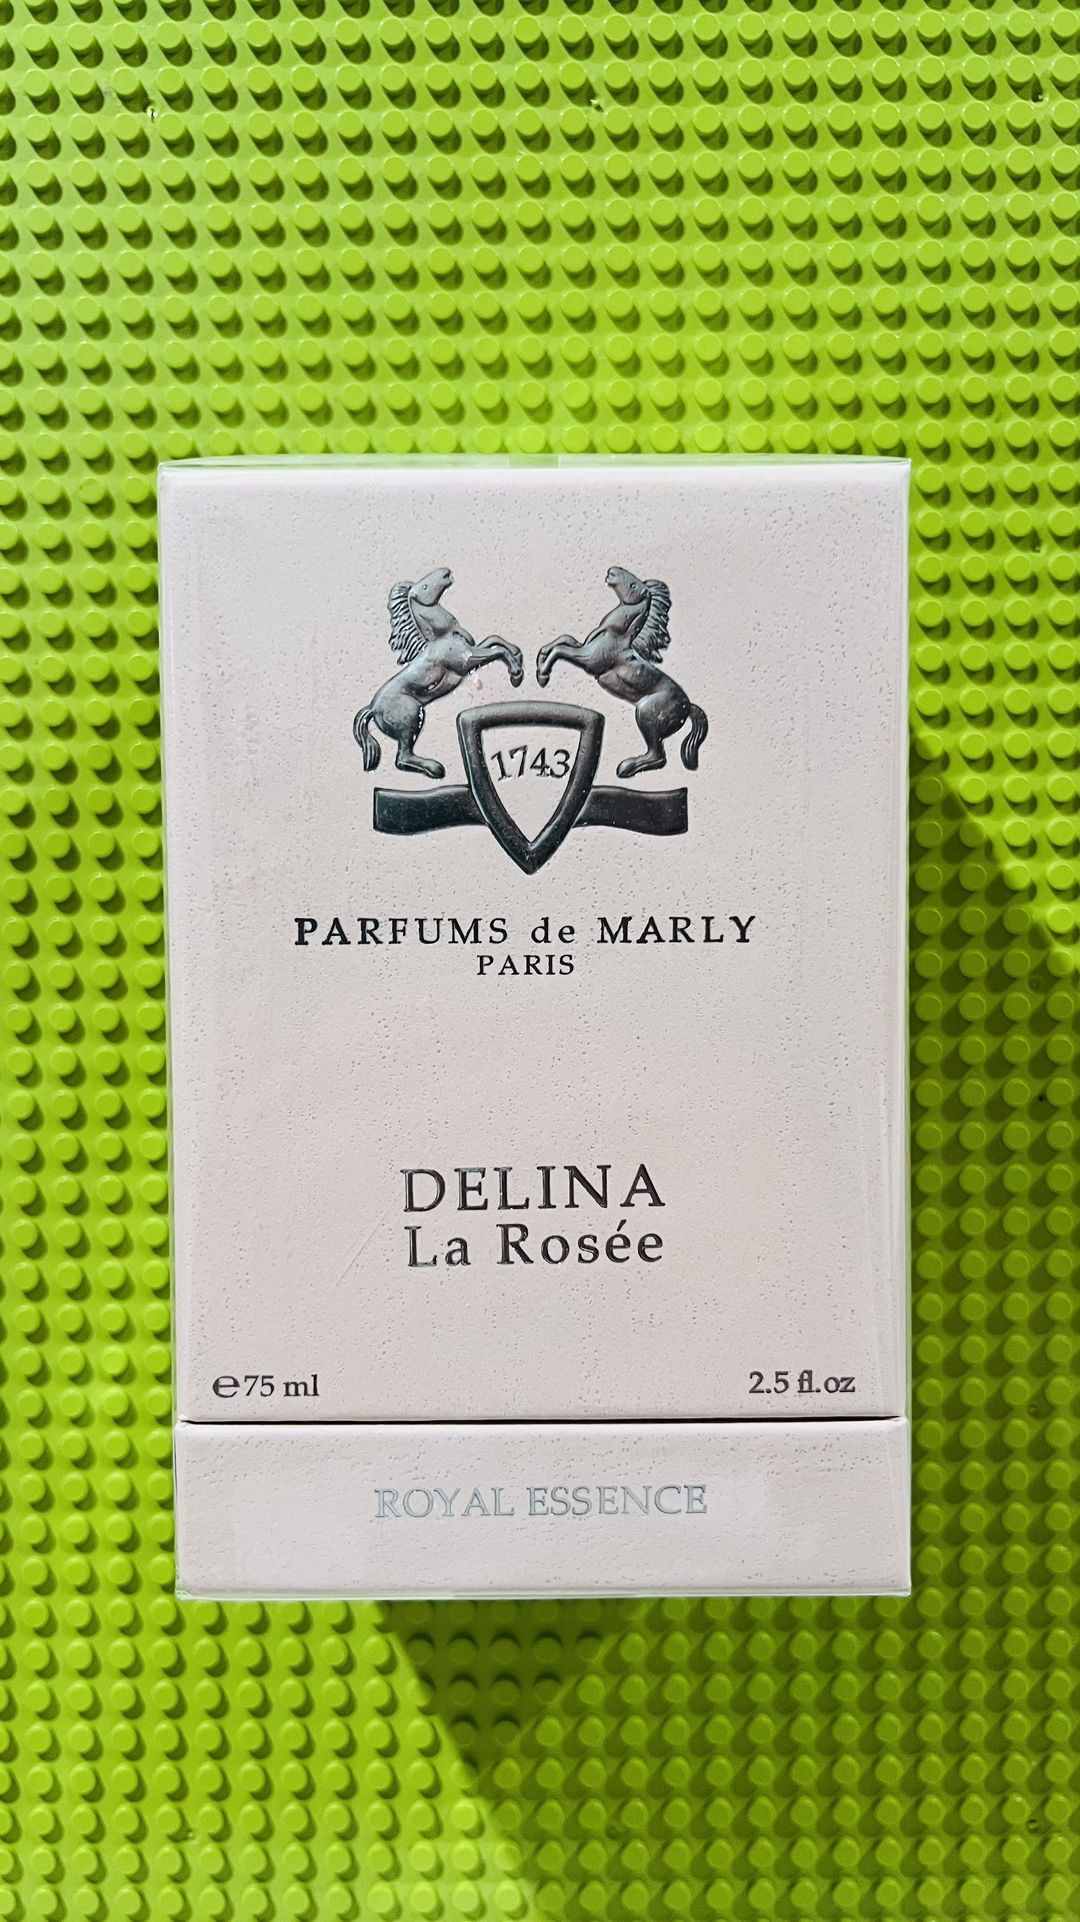 1743
PARFUMS de MARLY
PARIS
DELINA
La Rosée
℮75 ml 2.5 fl.oz
ROYAL ESSENCE